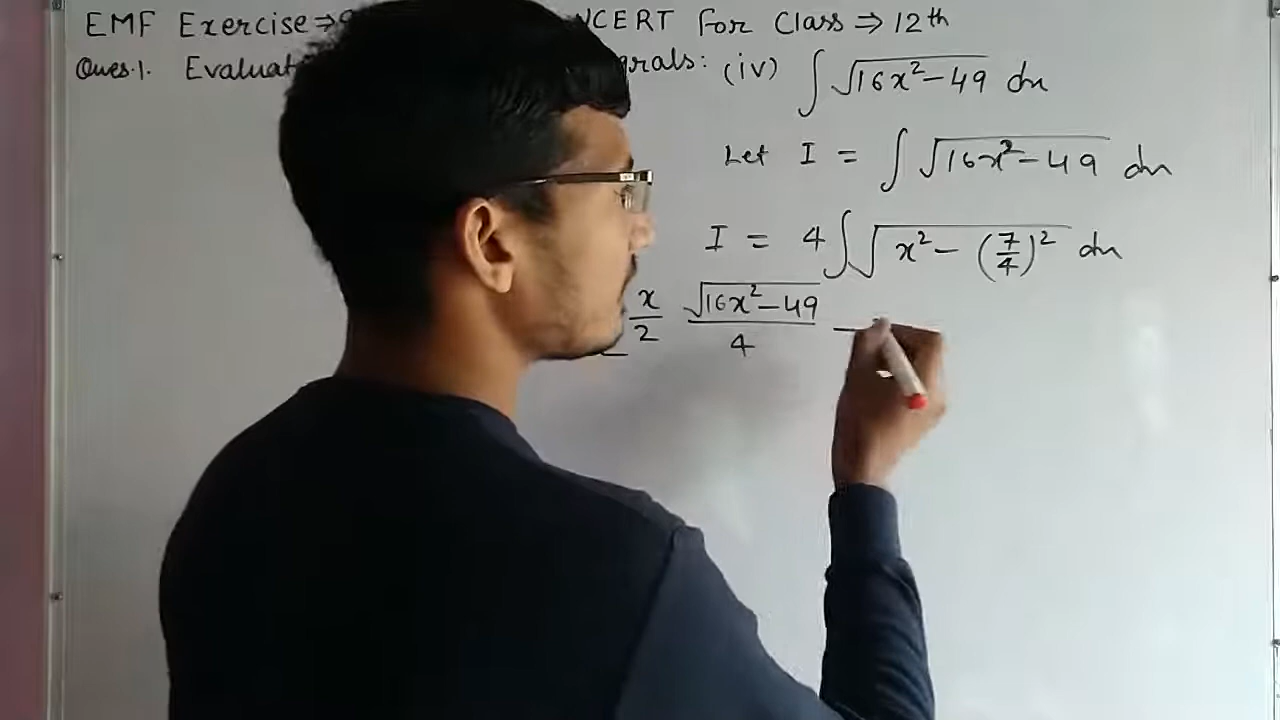 EMF Exercise⇒ NCERT For Class ⇒ 12th
Ques.1. Evaluat grals: (iv) ∫ √(16x² − 49) dx
Let I = ∫ √(16x² − 49) dx
I = 4 ∫ √(x² − (7/4)²) dx
x/2 √(16x² − 49)/4 −